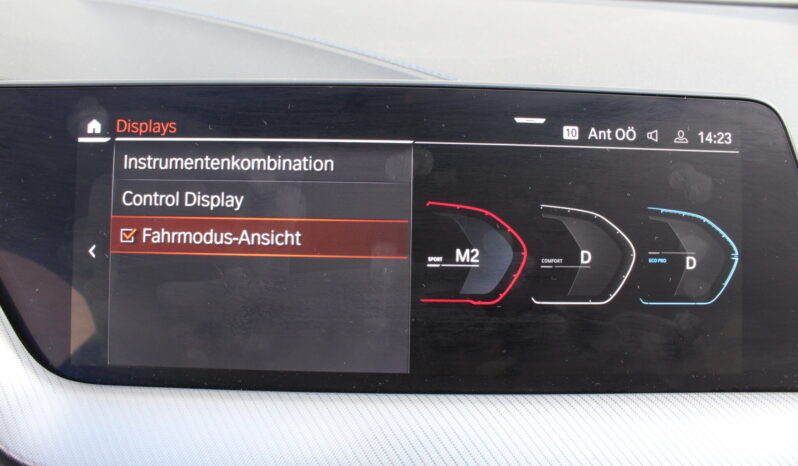 Displays
10 Ant OÖ 14:23
Instrumentenkombination
Control Display
Fahrmodus-Ansicht
SPORT M2
COMFORT D
ECO PRO D